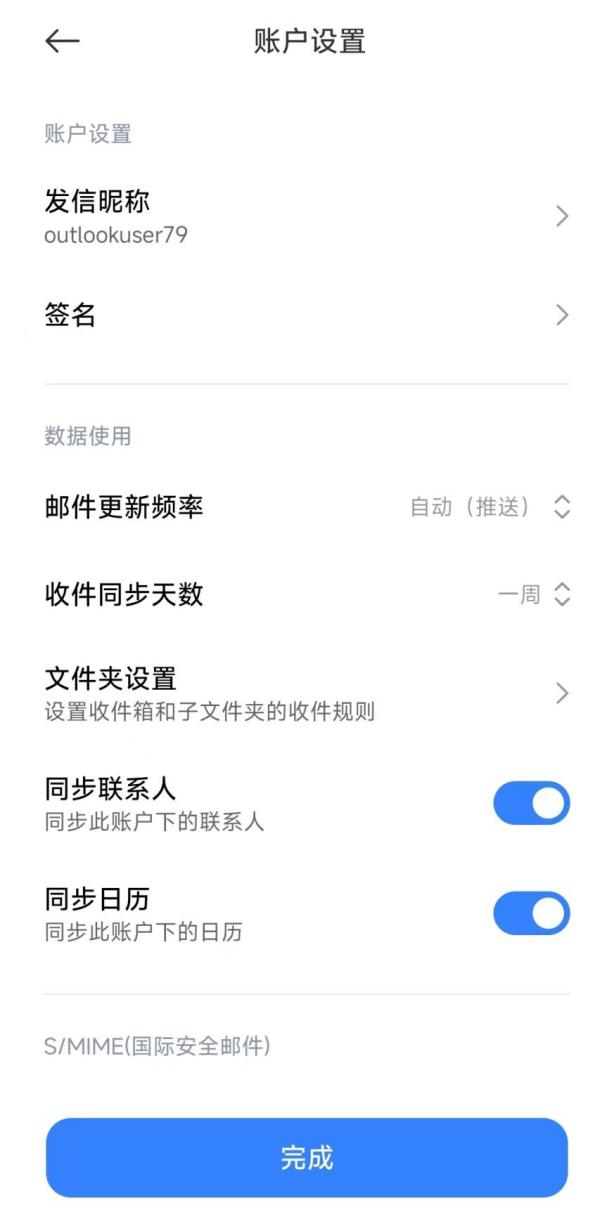 账户设置
账户设置
发信昵称
outlookuser79
签名
数据使用
邮件更新频率 自动（推送）
收件同步天数 一周
文件夹设置
设置收件箱和子文件夹的收件规则
同步联系人
同步此账户下的联系人
同步日历
同步此账户下的日历
S/MIME(国际安全邮件)
完成